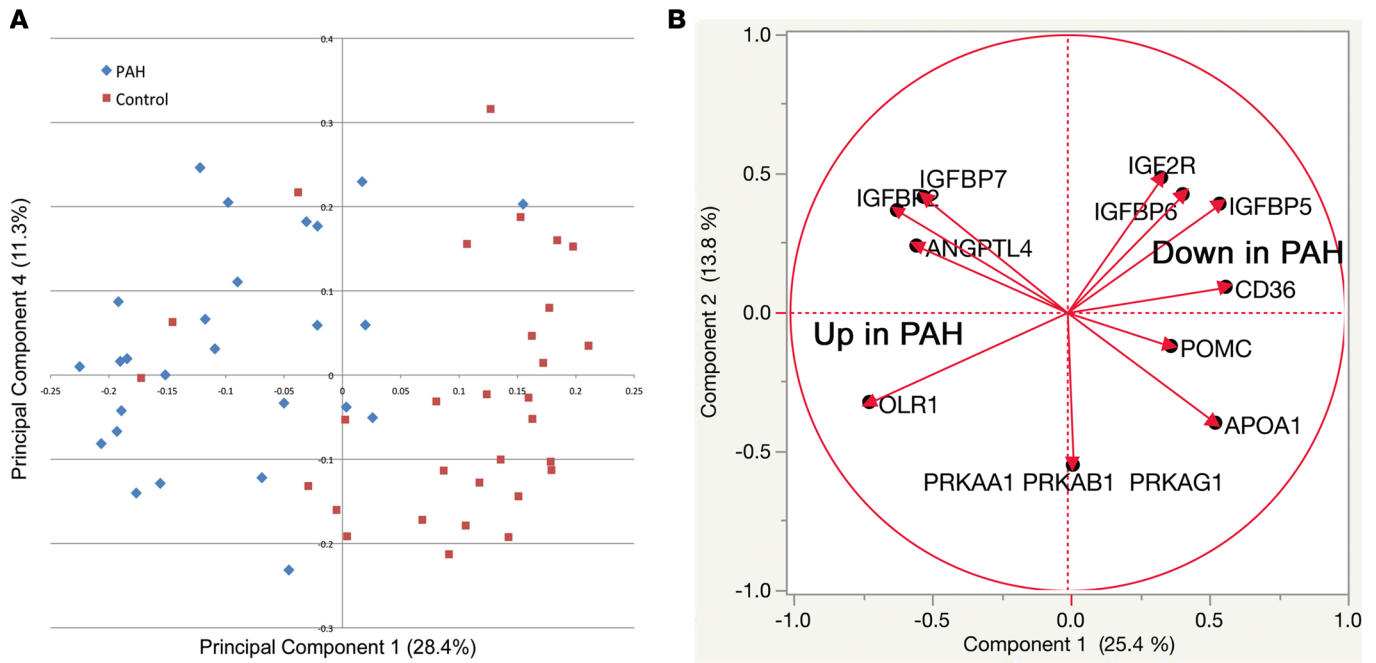 A
0.4
PAH
Control
0.3
0.2
0.1
0
-0.25 -0.2 -0.15 -0.1 -0.05 0 0.05 0.1 0.15 0.2 0.25
-0.1
-0.2
-0.3
Principal Component 4 (11.3%)
Principal Component 1 (28.4%)
B
1.0
0.5
0.0
-0.5
-1.0
Component 2 (13.8 %)
IGF2R
IGFBP7
IGFBP2
IGFBP6
IGFBP5
ANGPTL4
Down in PAH
CD36
Up in PAH
POMC
OLR1
APOA1
PRKAA1 PRKAB1 PRKAG1
-1.0 -0.5 0.0 0.5 1.0
Component 1 (25.4 %)